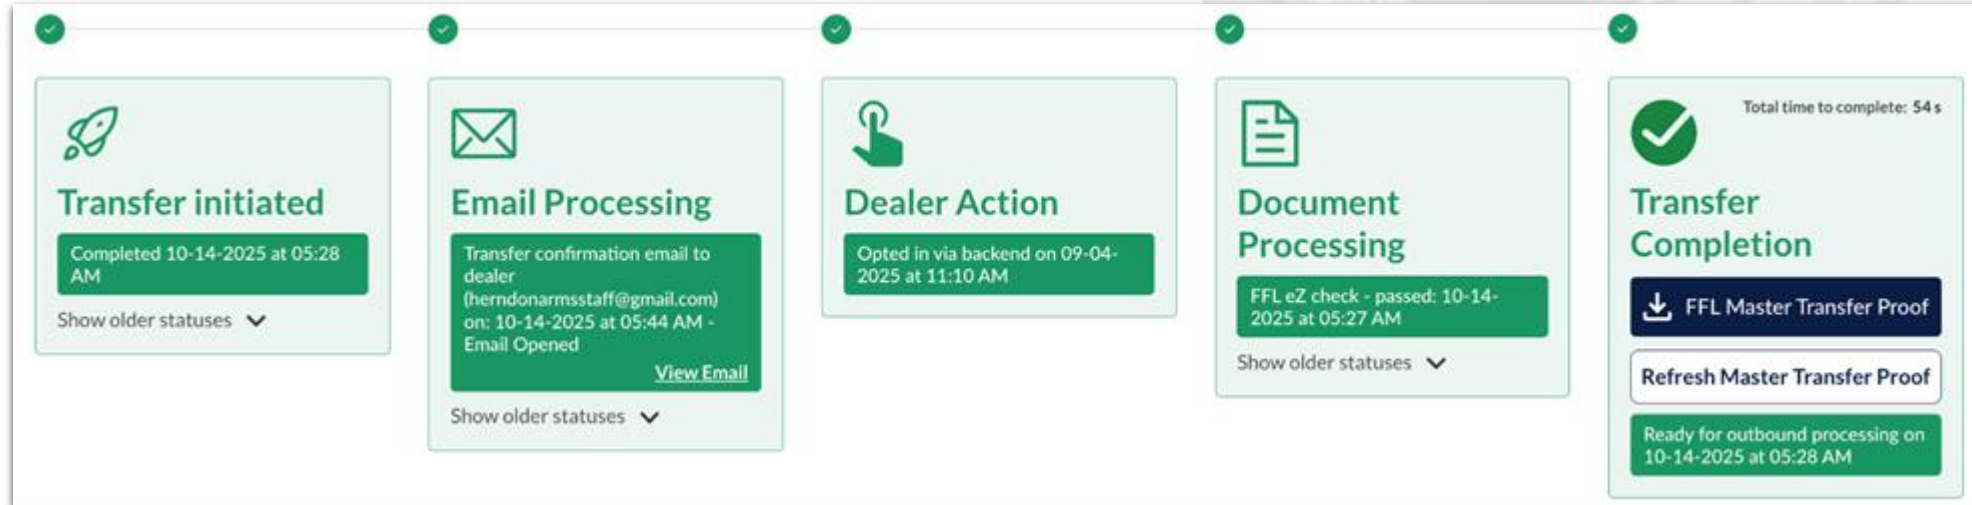 Transfer initiated
Completed 10-14-2025 at 05:28
AM
Show older statuses
Email Processing
Transfer confirmation email to
dealer
(herndonarmsstaff@gmail.com)
on: 10-14-2025 at 05:44 AM -
Email Opened
View Email
Show older statuses
Dealer Action
Opted in via backend on 09-04-
2025 at 11:10 AM
Document
Processing
FFL eZ check - passed: 10-14-
2025 at 05:27 AM
Show older statuses
Total time to complete: 54 s
Transfer
Completion
FFL Master Transfer Proof
Refresh Master Transfer Proof
Ready for outbound processing on
10-14-2025 at 05:28 AM